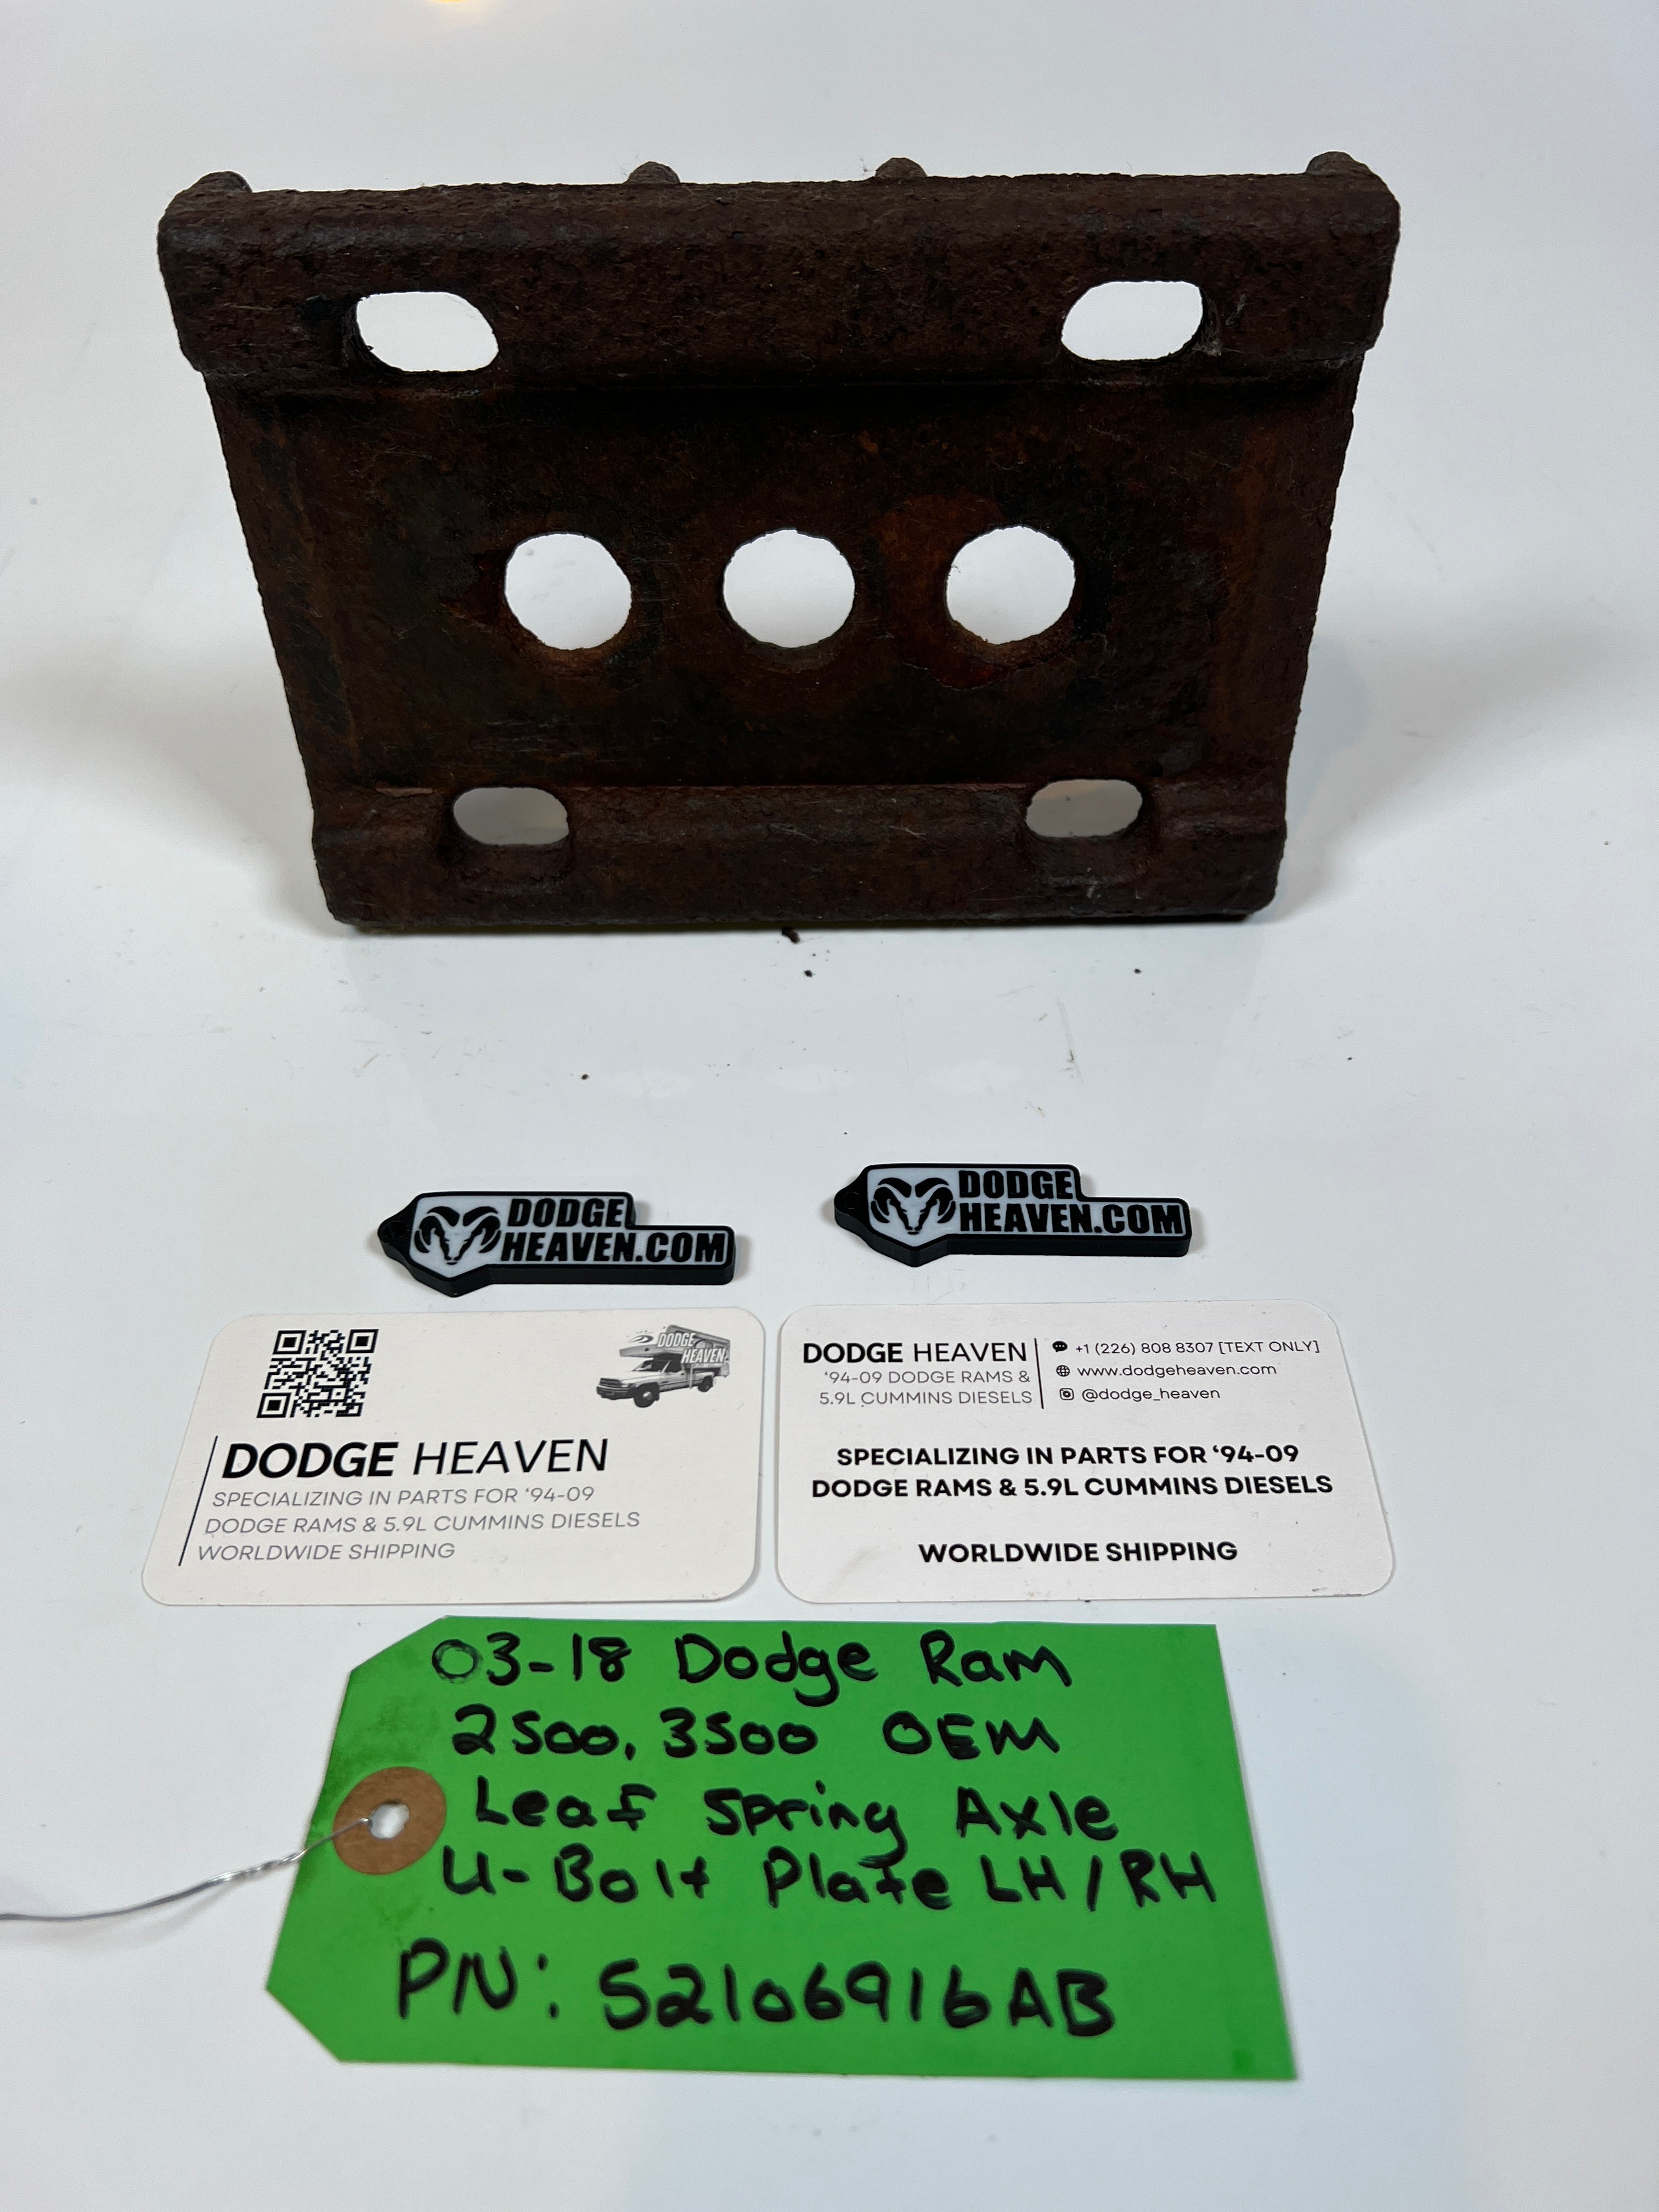 DODGE
HEAVEN.COM
DODGE
HEAVEN.COM
DODGE
HEAVEN
DODGE HEAVEN
SPECIALIZING IN PARTS FOR ‘94-09
DODGE RAMS & 5.9L CUMMINS DIESELS
WORLDWIDE SHIPPING
DODGE HEAVEN
‘94-09 DODGE RAMS &
5.9L CUMMINS DIESELS
+1 (226) 808 8307 [TEXT ONLY]
www.dodgeheaven.com
@dodge_heaven
SPECIALIZING IN PARTS FOR ‘94-09
DODGE RAMS & 5.9L CUMMINS DIESELS
WORLDWIDE SHIPPING
03-18 Dodge Ram
2500, 3500 OEM
Leaf Spring Axle
U-Bolt Plate LH/RH
PN: 52106916AB